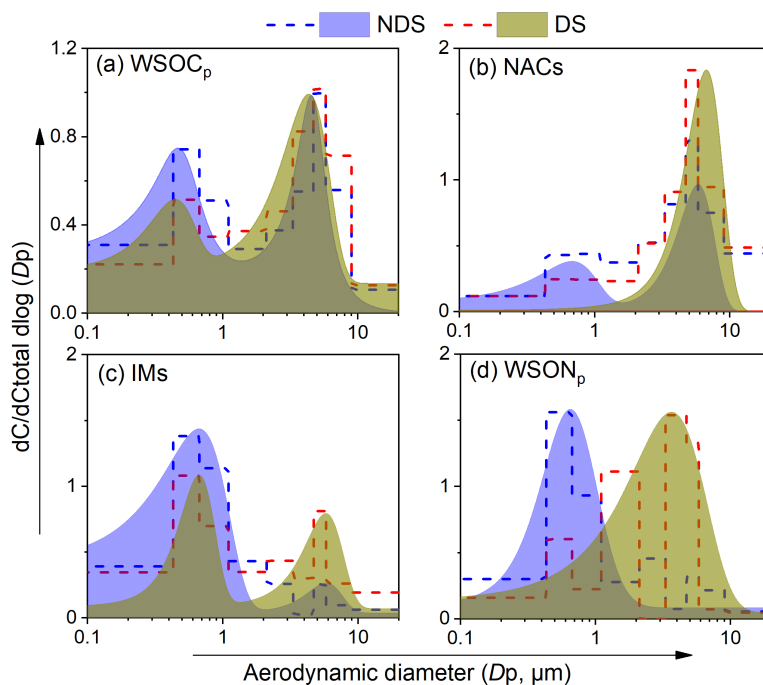 NDS DS
(a) WSOCp
(b) NACs
1.2
0.8
0.4
0.0
0.1 1 10
2
1
0
0.1 1 10
(c) IMs
(d) WSONp
2
1
0
0.1 1 10
2
1
0
0.1 1 10
dC/dCtotal dlog (Dp)
Aerodynamic diameter (Dp, μm)